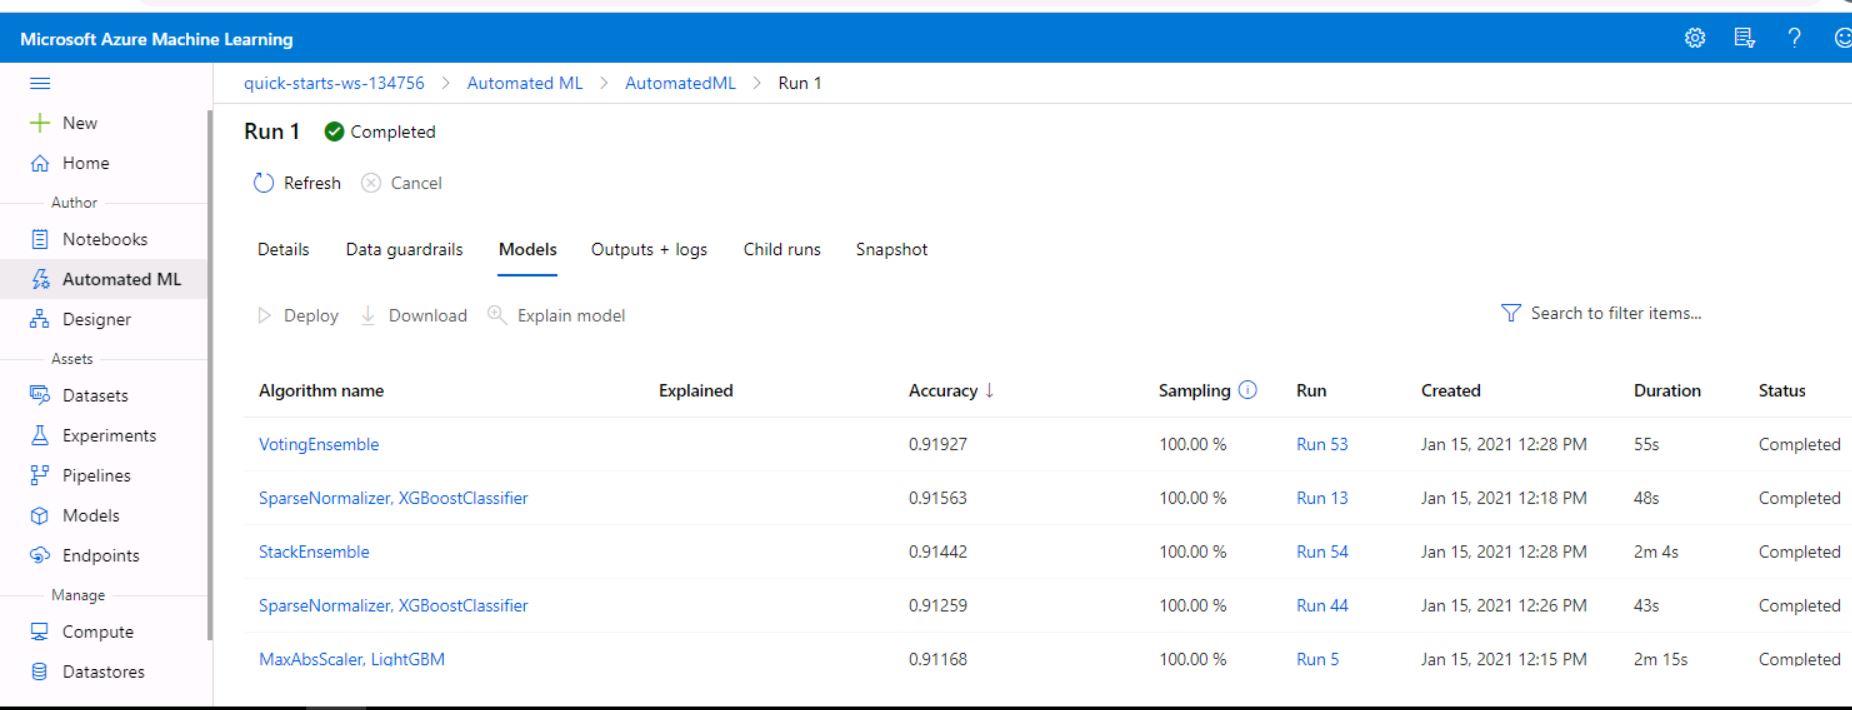 Microsoft Azure Machine Learning
quick-starts-ws-134756 > Automated ML > AutomatedML > Run 1
New
Home
Author
Notebooks
Automated ML
Designer
Assets
Datasets
Experiments
Pipelines
Models
Endpoints
Manage
Compute
Datastores
Run 1 Completed
Refresh Cancel
Details Data guardrails Models Outputs + logs Child runs Snapshot
Deploy Download Explain model Search to filter items...
Algorithm name Explained Accuracy ↓ Sampling Run Created Duration Status
VotingEnsemble 0.91927 100.00 % Run 53 Jan 15, 2021 12:28 PM 55s Completed
SparseNormalizer, XGBoostClassifier 0.91563 100.00 % Run 13 Jan 15, 2021 12:18 PM 48s Completed
StackEnsemble 0.91442 100.00 % Run 54 Jan 15, 2021 12:28 PM 2m 4s Completed
SparseNormalizer, XGBoostClassifier 0.91259 100.00 % Run 44 Jan 15, 2021 12:26 PM 43s Completed
MaxAbsScaler, LightGBM 0.91168 100.00 % Run 5 Jan 15, 2021 12:15 PM 2m 15s Completed